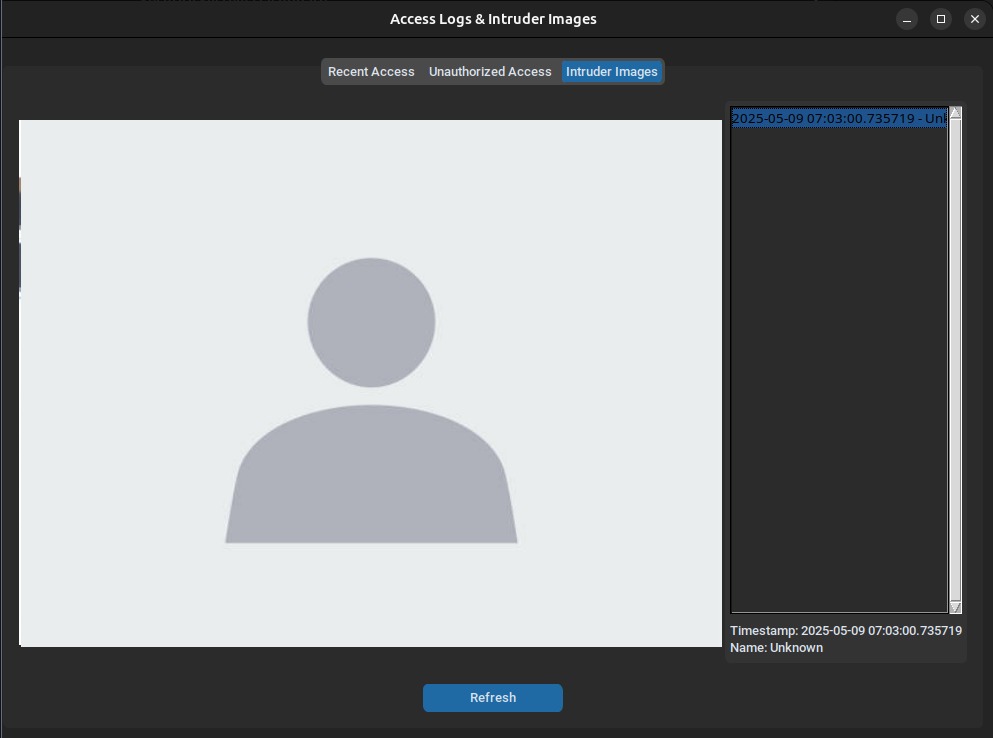 Access Logs & Intruder Images
Recent Access Unauthorized Access Intruder Images
2025-05-09 07:03:00.735719 - Unk
Timestamp: 2025-05-09 07:03:00.735719
Name: Unknown
Refresh